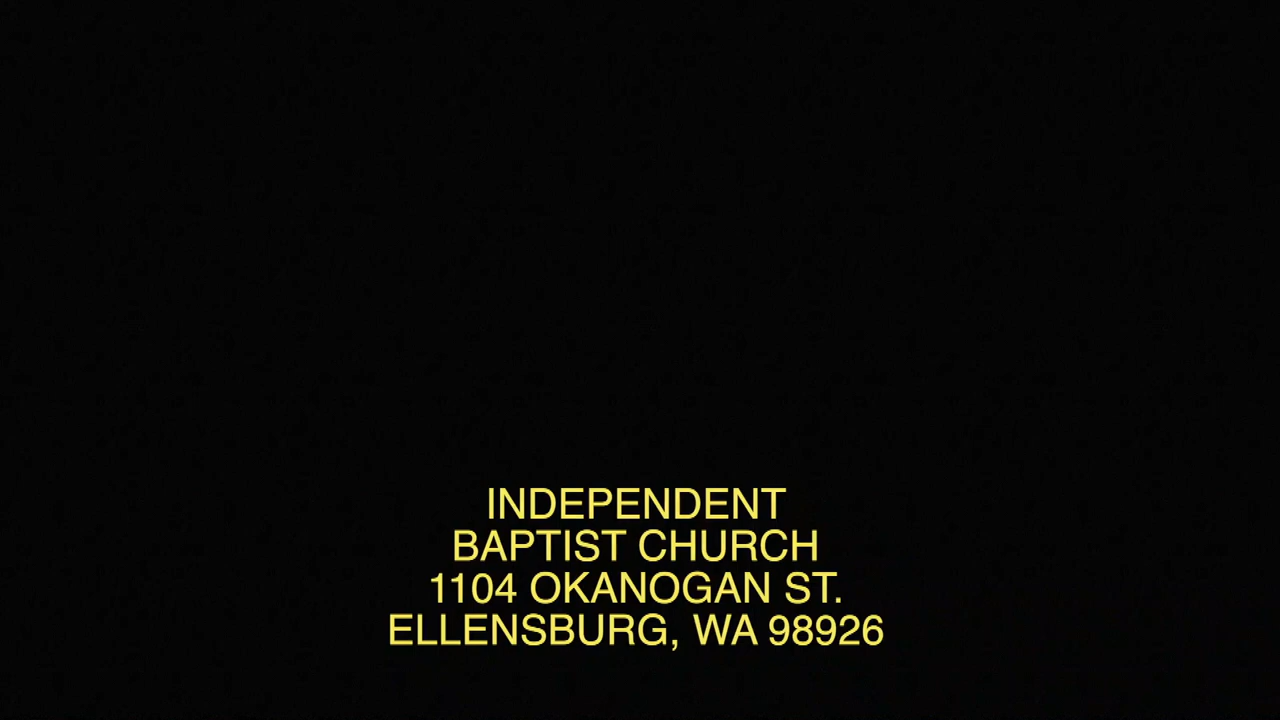 INDEPENDENT
BAPTIST CHURCH
1104 OKANOGAN ST.
ELLENSBURG, WA 98926